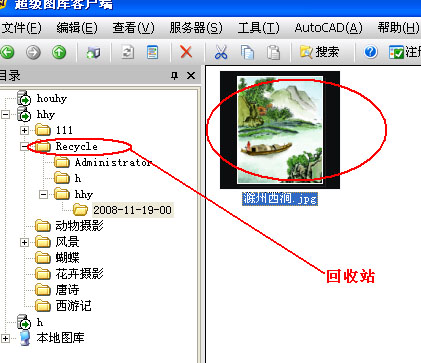 超级图库客户端
文件(F) 编辑(E) 查看(V) 服务器(S) 工具(T) AutoCAD(A) 帮助(H)
搜索
目录
houhy
hhy
111
Recycle
Administrator
h
hhy
2008-11-19-00
动物摄影
风景
蝴蝶
花卉摄影
唐诗
西游记
h
本地图库
滁州西涧.jpg
回收站